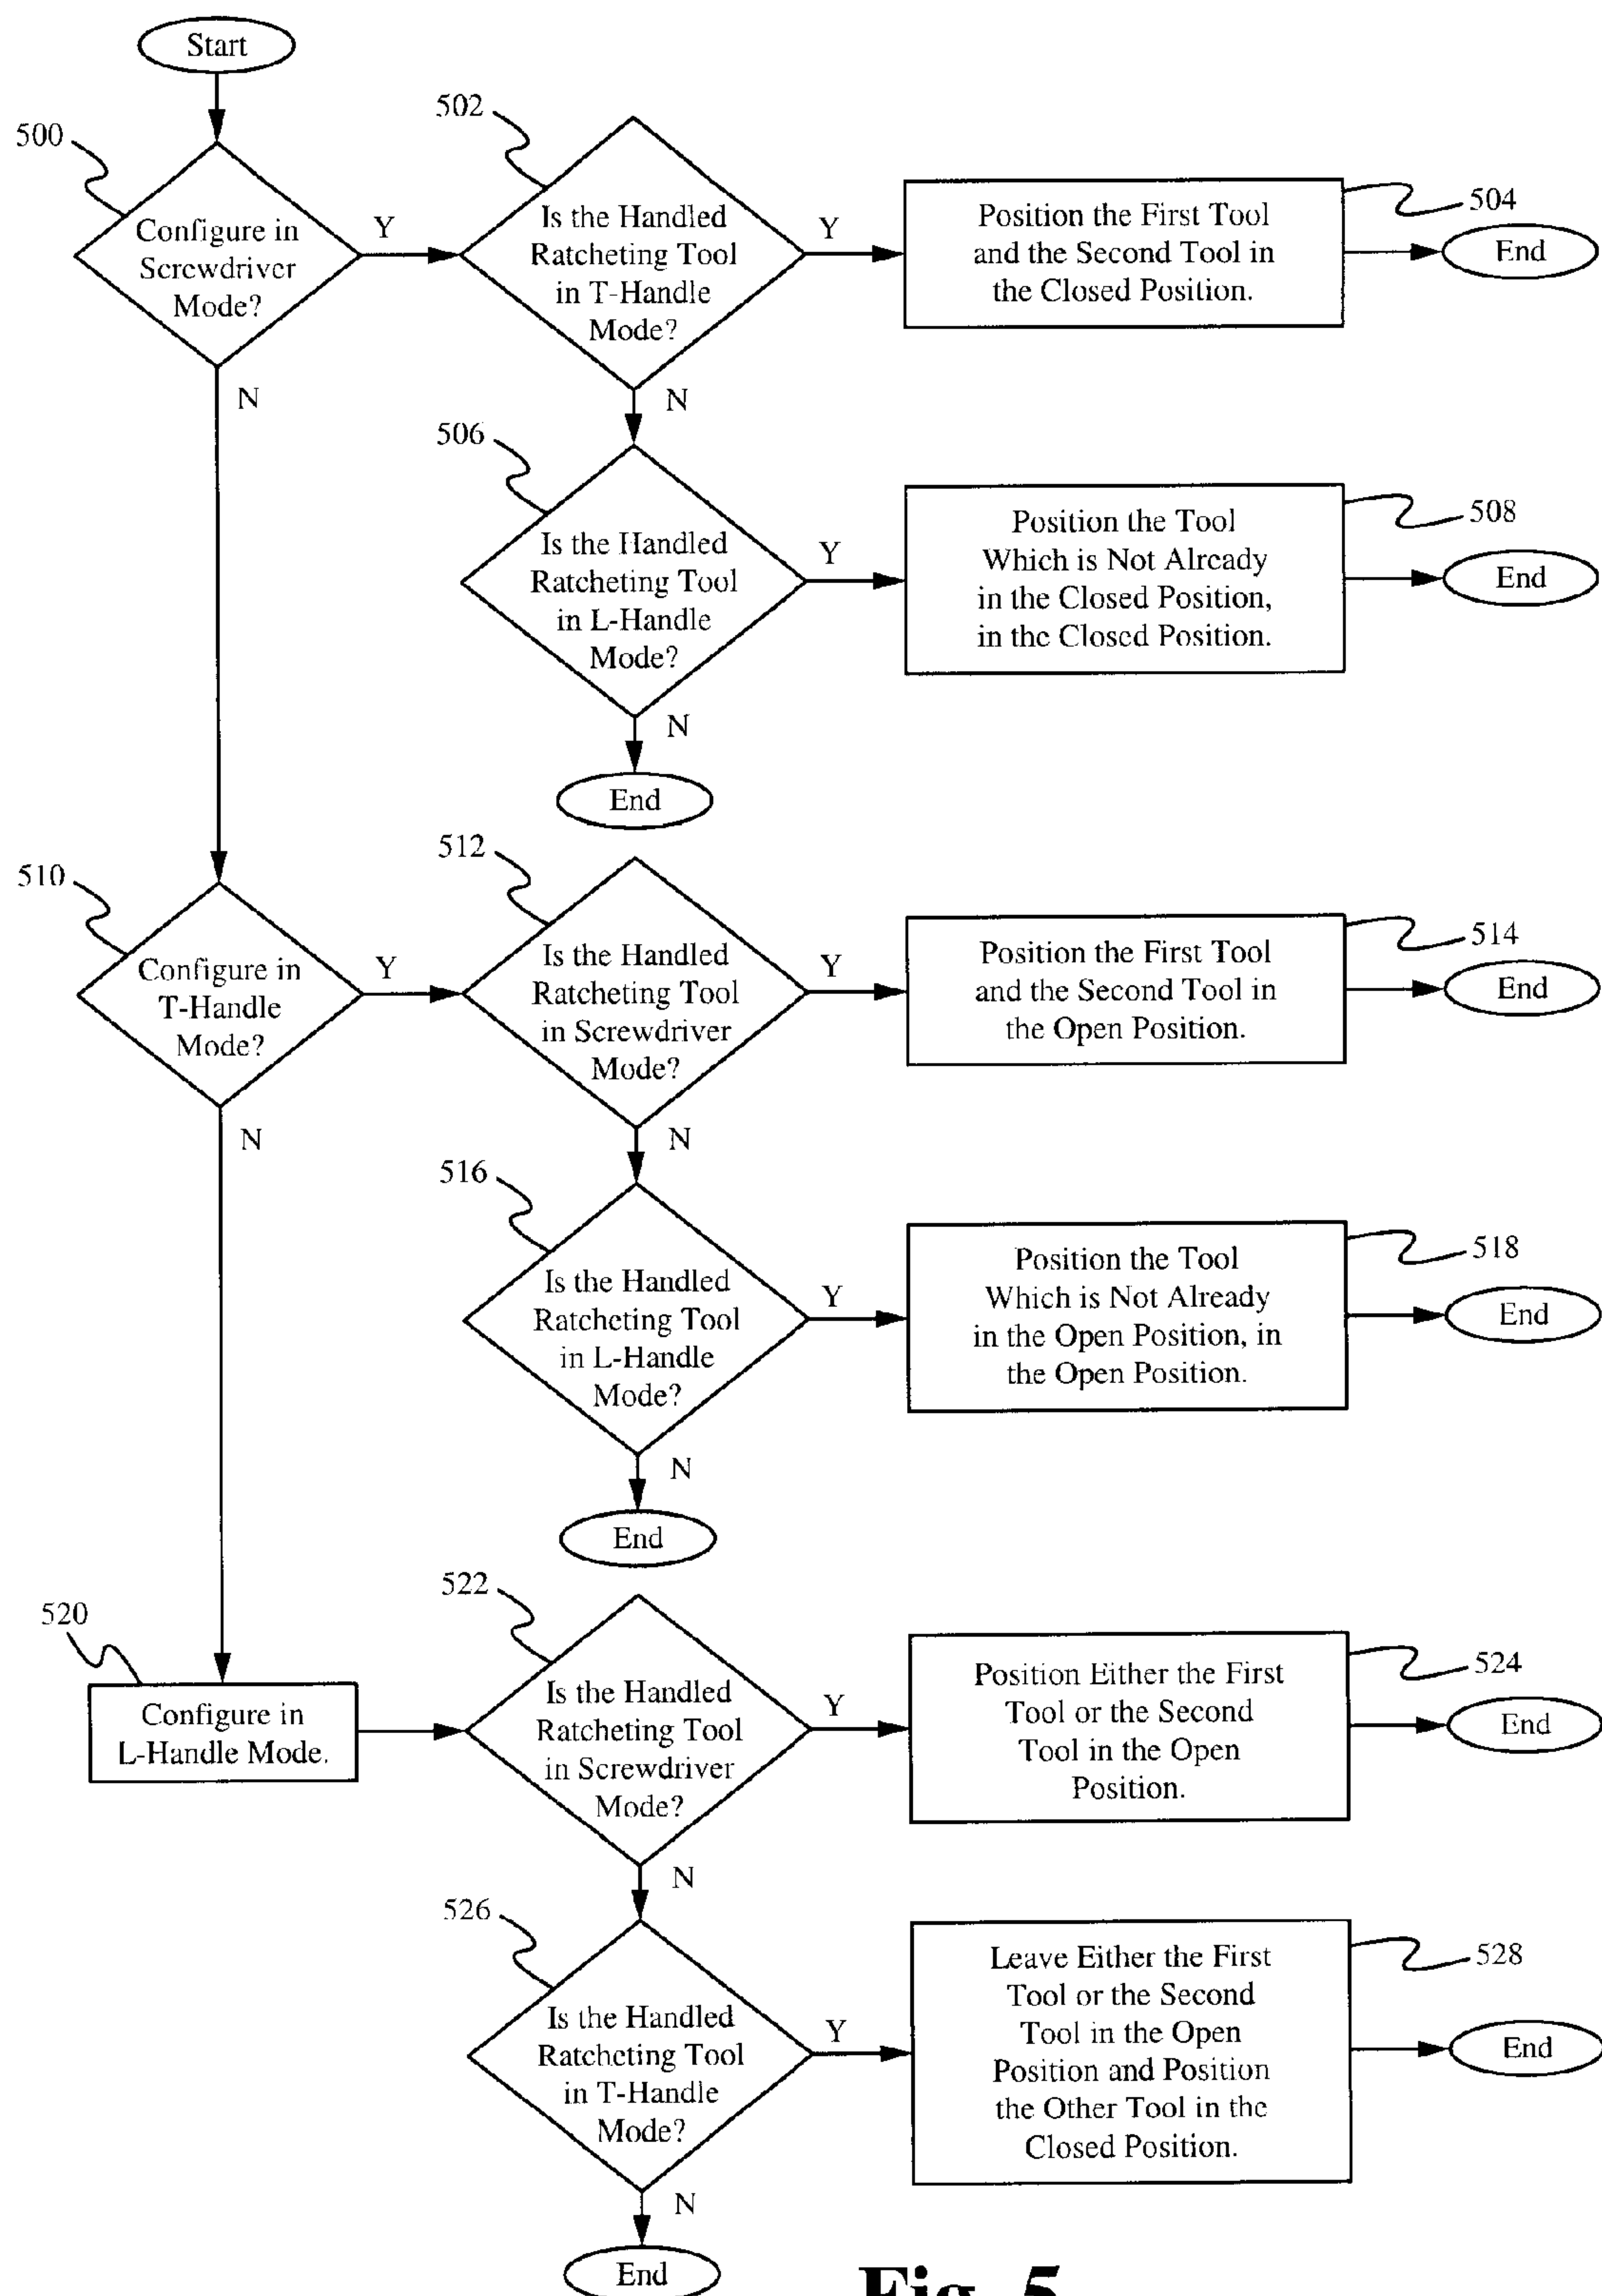 Start
500
Configure in
Screwdriver
Mode?
Y
N
502
Is the Handled
Ratcheting Tool
in T-Handle
Mode?
Y
N
504
Position the First Tool
and the Second Tool in
the Closed Position.
End
506
Is the Handled
Ratcheting Tool
in L-Handle
Mode?
Y
N
508
Position the Tool
Which is Not Already
in the Closed Position,
in the Closed Position.
End
End
510
Configure in
T-Handle
Mode?
Y
N
512
Is the Handled
Ratcheting Tool
in Screwdriver
Mode?
Y
N
514
Position the First Tool
and the Second Tool in
the Open Position.
End
516
Is the Handled
Ratcheting Tool
in L-Handle
Mode?
Y
N
518
Position the Tool
Which is Not Already
in the Open Position, in
the Open Position.
End
End
520
Configure in
L-Handle Mode.
522
Is the Handled
Ratcheting Tool
in Screwdriver
Mode?
Y
N
524
Position Either the First
Tool or the Second
Tool in the Open
Position.
End
526
Is the Handled
Ratcheting Tool
in T-Handle
Mode?
Y
N
528
Leave Either the First
Tool or the Second
Tool in the Open
Position and Position
the Other Tool in the
Closed Position.
End
End
Fig. 5